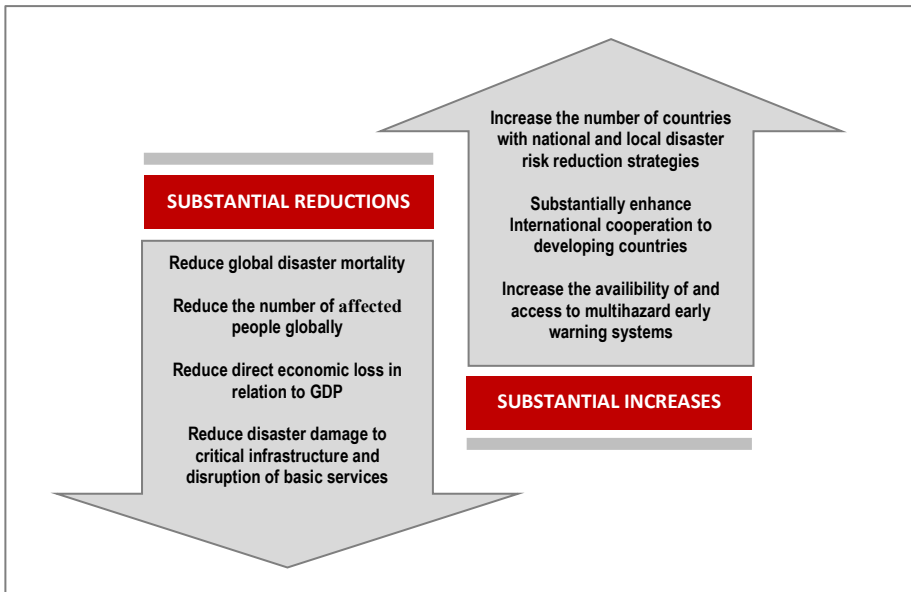 SUBSTANTIAL REDUCTIONS
Reduce global disaster mortality
Reduce the number of affected
people globally
Reduce direct economic loss in
relation to GDP
Reduce disaster damage to
critical infrastructure and
disruption of basic services
Increase the number of countries
with national and local disaster
risk reduction strategies
Substantially enhance
International cooperation to
developing countries
Increase the availibility of and
access to multihazard early
warning systems
SUBSTANTIAL INCREASES